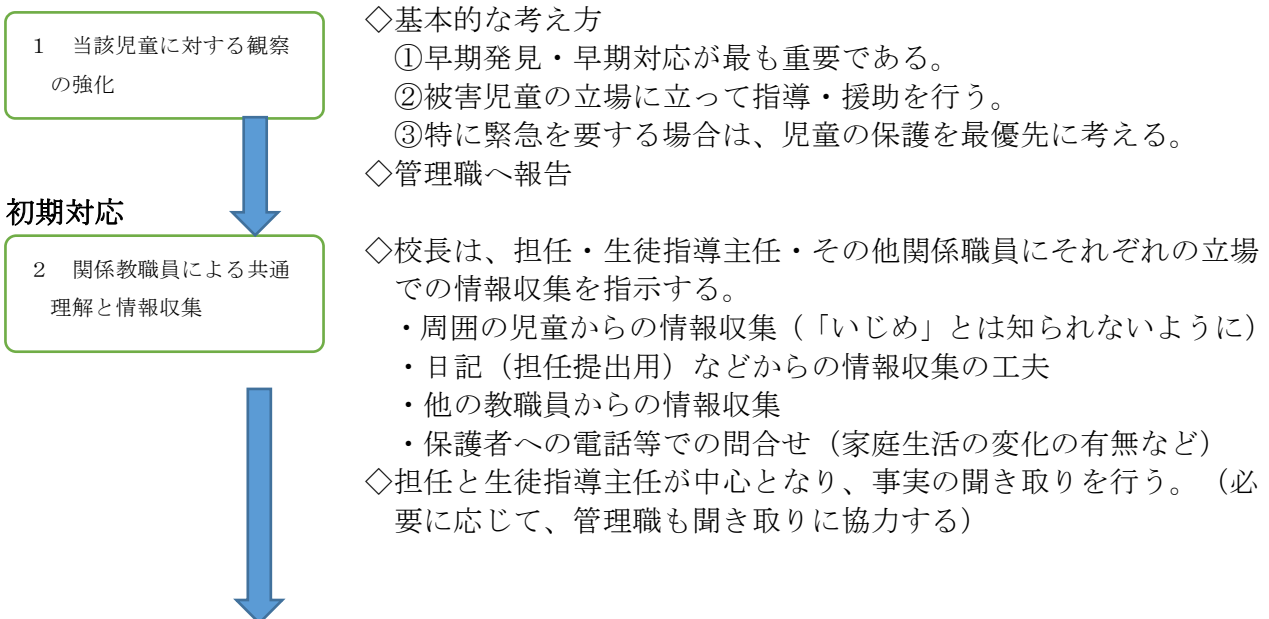 1　当該児童に対する観察
の強化
◇基本的な考え方
①早期発見・早期対応が最も重要である。
②被害児童の立場に立って指導・援助を行う。
③特に緊急を要する場合は、児童の保護を最優先に考える。
◇管理職へ報告
初期対応
2　関係教職員による共通
理解と情報収集
◇校長は、担任・生徒指導主任・その他関係職員にそれぞれの立場
での情報収集を指示する。
・周囲の児童からの情報収集（「いじめ」とは知られないように）
・日記（担任提出用）などからの情報収集の工夫
・他の教職員からの情報収集
・保護者への電話等での問合せ（家庭生活の変化の有無など）
◇担任と生徒指導主任が中心となり、事実の聞き取りを行う。（必
要に応じて、管理職も聞き取りに協力する）